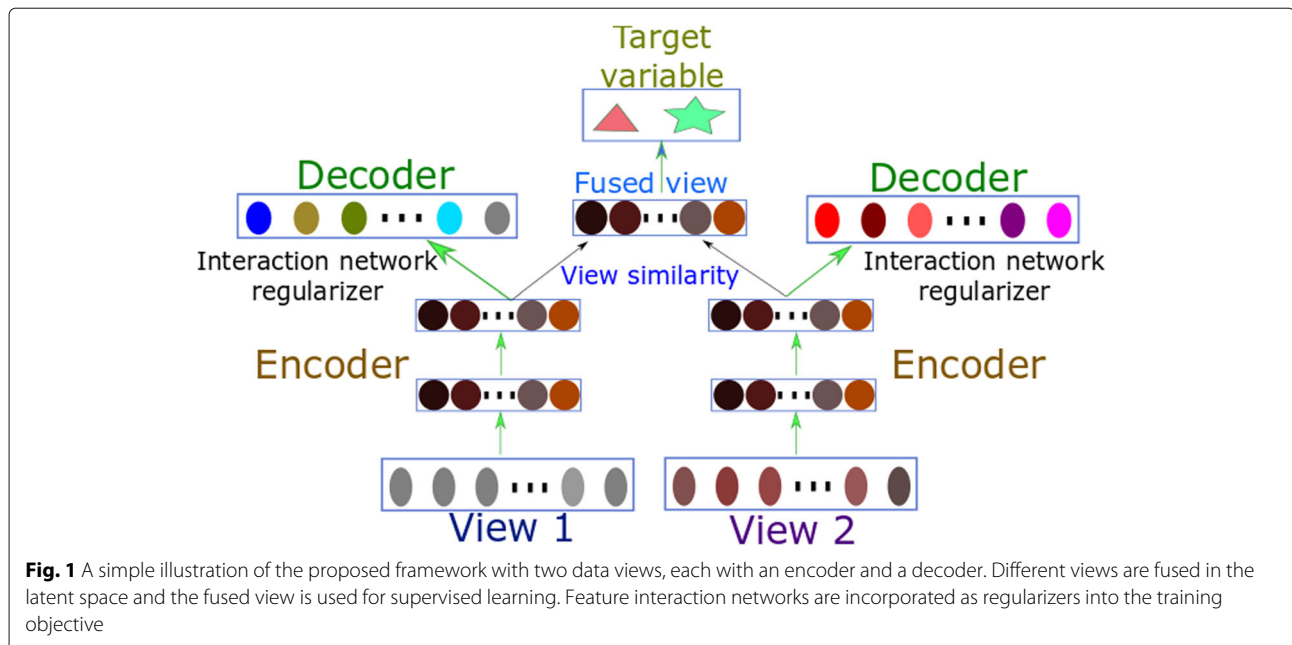 Target
variable
Decoder
Fused view
Decoder
Interaction network
regularizer
View similarity
Interaction network
regularizer
Encoder
Encoder
View 1
View 2
Fig. 1 A simple illustration of the proposed framework with two data views, each with an encoder and a decoder. Different views are fused in the
latent space and the fused view is used for supervised learning. Feature interaction networks are incorporated as regularizers into the training
objective